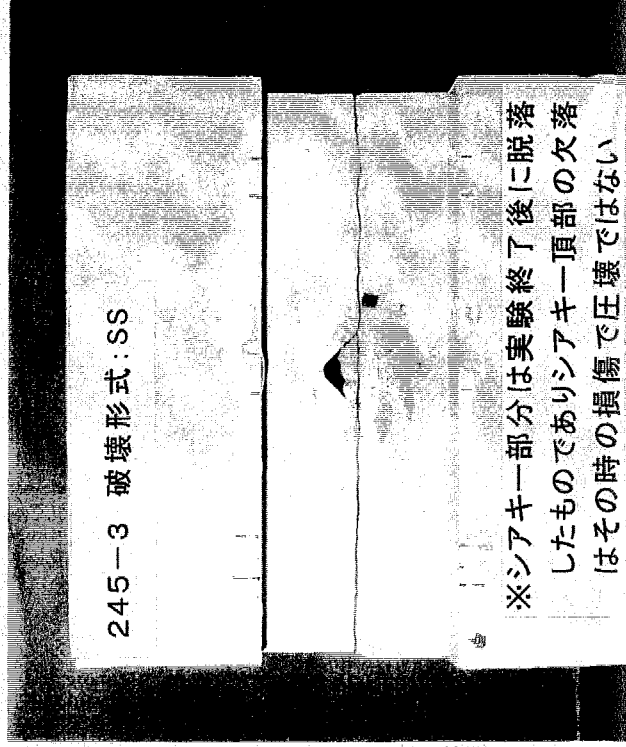 245-3 破壊形式:SS
※シアキー部分は実験終了後に脱落
したものでありシアキー頂部の欠落
はその時の損傷で圧壊ではない